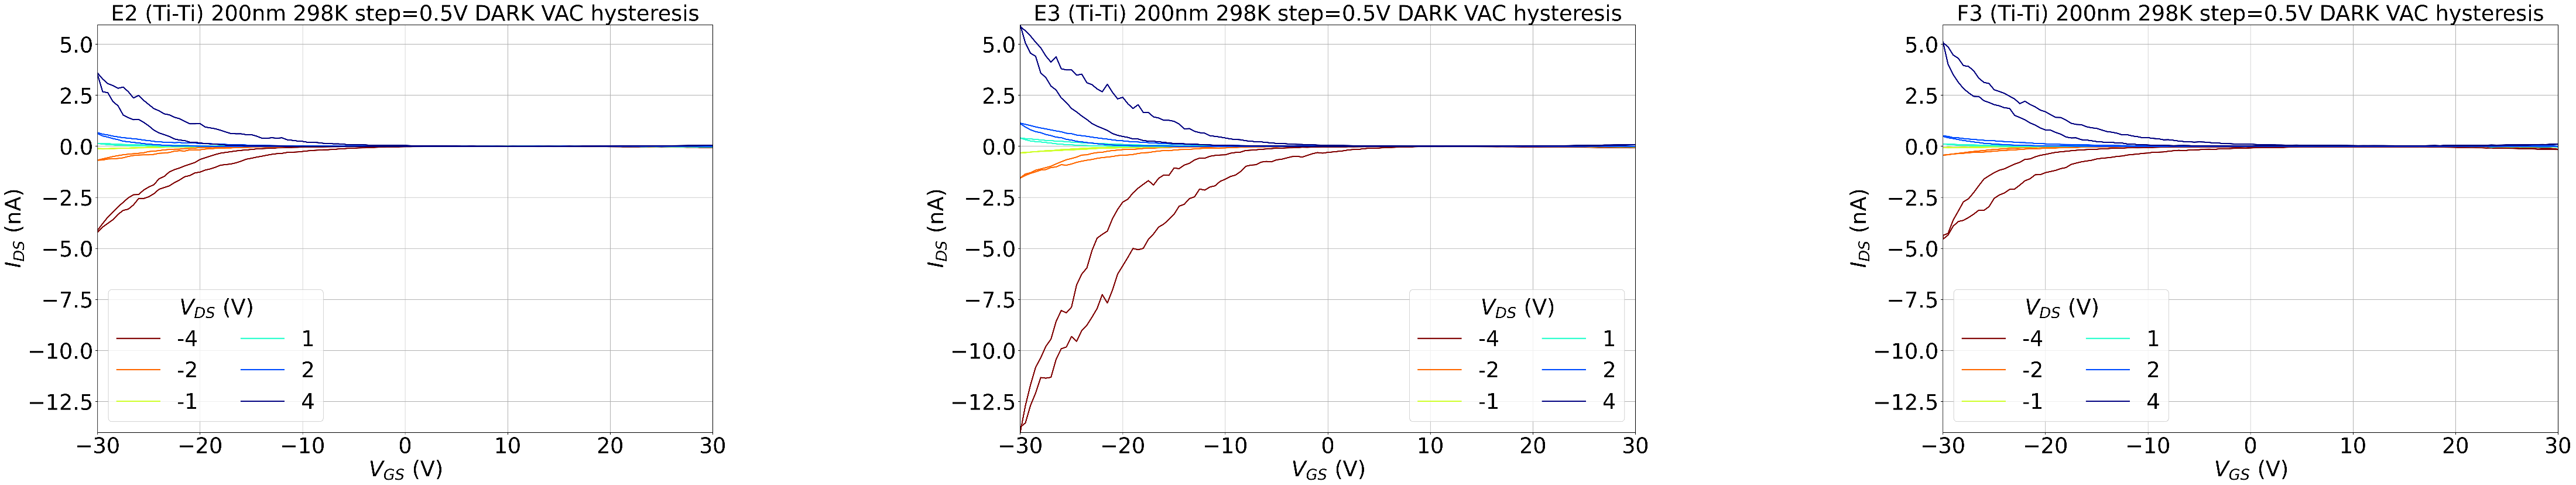 E2 (Ti-Ti) 200nm 298K step=0.5V DARK VAC hysteresis
5.0
2.5
0.0
−2.5
−5.0
−7.5
−10.0
−12.5
I_DS (nA)
V_DS (V)
-4 1
-2 2
-1 4
−30 −20 −10 0 10 20 30
V_GS (V)
E3 (Ti-Ti) 200nm 298K step=0.5V DARK VAC hysteresis
5.0
2.5
0.0
−2.5
−5.0
−7.5
−10.0
−12.5
I_DS (nA)
V_DS (V)
-4 1
-2 2
-1 4
−30 −20 −10 0 10 20 30
V_GS (V)
F3 (Ti-Ti) 200nm 298K step=0.5V DARK VAC hysteresis
5.0
2.5
0.0
−2.5
−5.0
−7.5
−10.0
−12.5
I_DS (nA)
V_DS (V)
-4 1
-2 2
-1 4
−30 −20 −10 0 10 20 30
V_GS (V)